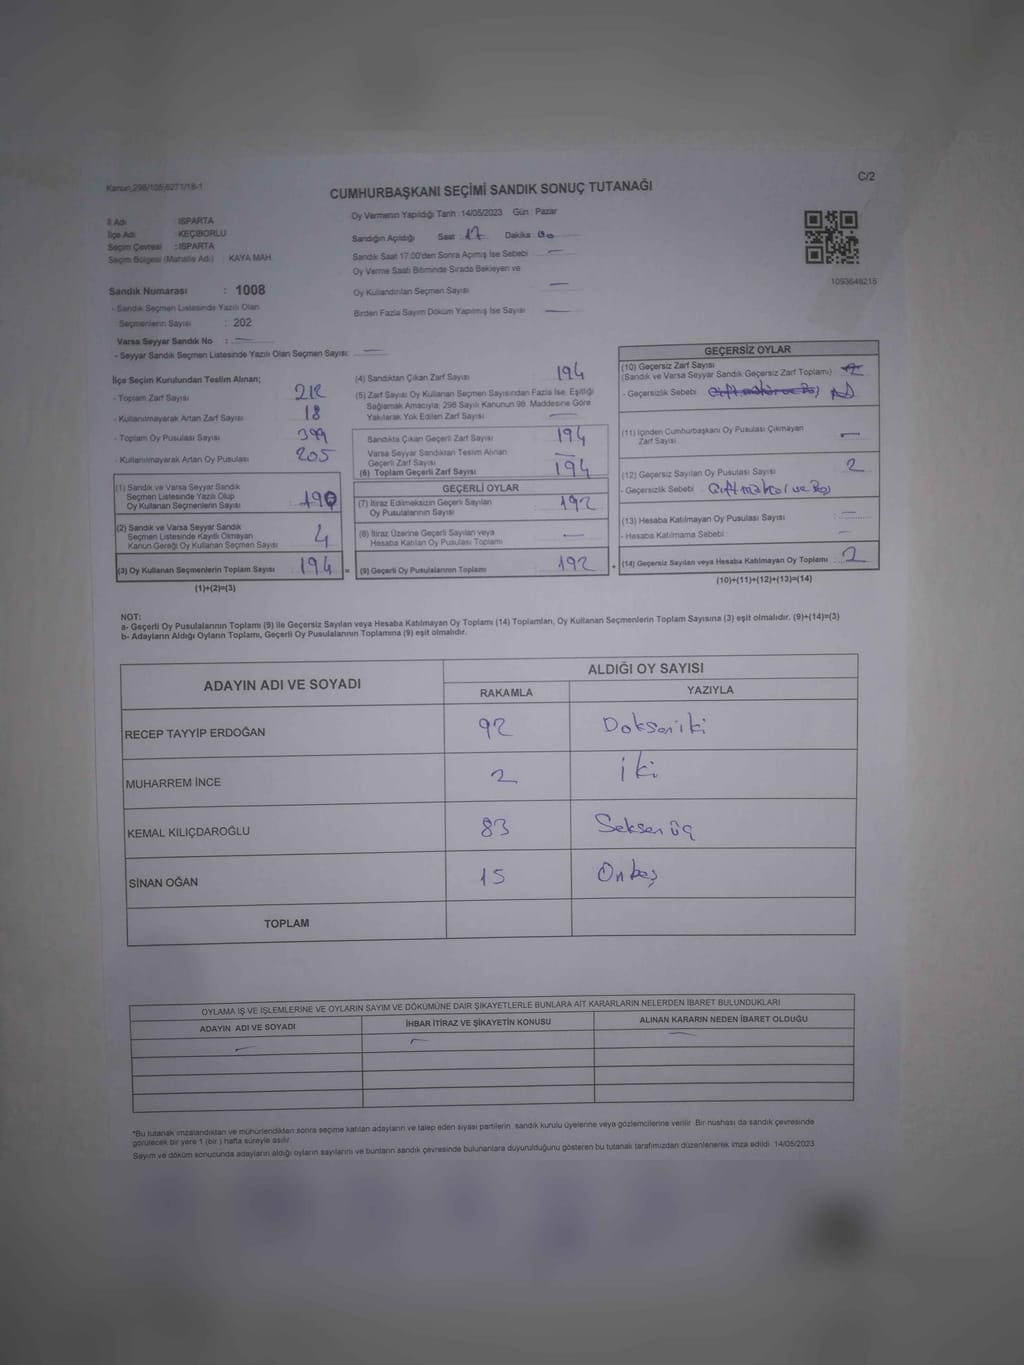 Kanun,298/105;6271/18-1
C/2
CUMHURBAŞKANI SEÇİMİ SANDIK SONUÇ TUTANAĞI
İl Adı : ISPARTA
İlçe Adı : KEÇİBORLU
Seçim Çevresi : ISPARTA
Seçim Bölgesi (Mahalle Adı) : KAYA MAH.
Sandık Numarası : 1008
- Sandık Seçmen Listesinde Yazılı Olan
Seçmenlerin Sayısı : 202
Varsa Seyyar Sandık No : —
- Seyyar Sandık Seçmen Listesinde Yazılı Olan Seçmen Sayısı: —
Oy Vermenin Yapıldığı Tarih : 14/05/2023 Gün : Pazar
Sandığın Açıldığı Saat : 17 Dakika : 00
Sandık Saat 17:00'den Sonra Açımış İse Sebebi —
Oy Verme Saati Bitiminde Sırada Bekleyen ve
Oy Kullandırılan Seçmen Sayısı —
Birden Fazla Sayım Döküm Yapılmış İse Sayısı —
1093648215
İlçe Seçim Kurulundan Teslim Alınan;
- Toplam Zarf Sayısı : 212
- Kullanılmayarak Artan Zarf Sayısı : 18
- Toplam Oy Pusulası Sayısı : 399
- Kullanılmayarak Artan Oy Pusulası : 205
(1) Sandık ve Varsa Seyyar Sandık
Seçmen Listesinde Yazılı Olup
Oy Kullanan Seçmenlerin Sayısı : 190
(2) Sandık ve Varsa Seyyar Sandık
Seçmen Listesinde Kayıtlı Olmayan
Kanun Gereği Oy Kullanan Seçmen Sayısı : 4
(3) Oy Kullanan Seçmenlerin Toplam Sayısı : 194 =
(1)+(2)=(3)
(4) Sandıktan Çıkan Zarf Sayısı : 194
(5) Zarf Sayısı Oy Kullanan Seçmen Sayısından Fazla İse, Eşitliği
Sağlamak Amacıyla; 298 Sayılı Kanunun 98. Maddesine Göre
Yakılarak Yok Edilen Zarf Sayısı : —
Sandıkta Çıkan Geçerli Zarf Sayısı : 194
Varsa Seyyar Sandıktan Teslim Alınan
Geçerli Zarf Sayısı —
(6) Toplam Geçerli Zarf Sayısı : 194
GEÇERLİ OYLAR
(7) İtiraz Edilmeksizin Geçerli Sayılan
Oy Pusulalarının Sayısı : 192
(8) İtiraz Üzerine Geçerli Sayılan veya
Hesaba Katılan Oy Pusulası Toplamı : —
(9) Geçerli Oy Pusulalarının Toplamı : 192 +
GEÇERSİZ OYLAR
(10) Geçersiz Zarf Sayısı
(Sandık ve Varsa Seyyar Sandık Geçersiz Zarf Toplamı)
- Geçersizlik Sebebi :
(11) İçinden Cumhurbaşkanı Oy Pusulası Çıkmayan
Zarf Sayısı : —
(12) Geçersiz Sayılan Oy Pusulası Sayısı : 2
- Geçersizlik Sebebi :
(13) Hesaba Katılmayan Oy Pusulası Sayısı : —
- Hesaba Katılmama Sebebi : —
(14) Geçersiz Sayılan veya Hesaba Katılmayan Oy Toplamı : 2
(10)+(11)+(12)+(13)=(14)
NOT:
a- Geçerli Oy Pusulalarının Toplamı (9) ile Geçersiz Sayılan veya Hesaba Katılmayan Oy Toplamı (14) Toplamları, Oy Kullanan Seçmenlerin Toplam Sayısına (3) eşit olmalıdır. (9)+(14)=(3)
b- Adayların Aldığı Oyların Toplamı, Geçerli Oy Pusulalarının Toplamına (9) eşit olmalıdır.
ADAYIN ADI VE SOYADI
ALDIĞI OY SAYISI
RAKAMLA YAZIYLA
RECEP TAYYİP ERDOĞAN 92 Doksan iki
MUHARREM İNCE 2 iki
KEMAL KILIÇDAROĞLU 83 Seksen üç
SİNAN OĞAN 15 Onbeş
TOPLAM
OYLAMA İŞ VE İŞLEMLERİNE VE OYLARIN SAYIM VE DÖKÜMÜNE DAİR ŞİKAYETLERLE BUNLARA AİT KARARLARIN NELERDEN İBARET BULUNDUKLARI
ADAYIN ADI VE SOYADI İHBAR İTİRAZ VE ŞİKAYETİN KONUSU ALINAN KARARIN NEDEN İBARET OLDUĞU
— — —
*Bu tutanak imzalandıktan ve mühürlendikten sonra seçime katılan adayların ve talep eden siyasi partilerin sandık kurulu üyelerine veya gözlemcilerine verilir. Bir nüshası da sandık çevresinde
görülecek bir yere 1 (bir ) hafta süreyle asılır.
Sayım ve döküm sonucunda adayların aldığı oyların sayılarını ve bunların sandık çevresinde bulunanlara duyurulduğunu gösteren bu tutanak tarafımızdan düzenlenerek imza edildi. 14/05/2023